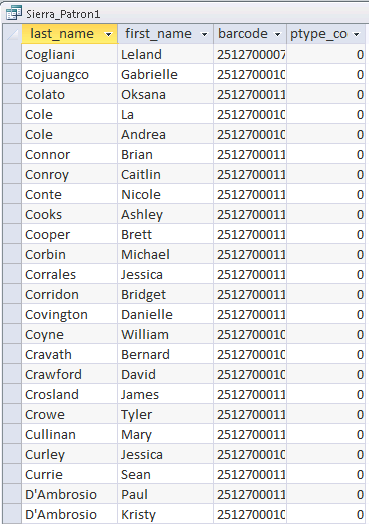 Sierra_Patron1
last_name first_name barcode ptype_co
Cogliani Leland 2512700007 0
Cojuangco Gabrielle 2512700010 0
Colato Oksana 2512700011 0
Cole La 2512700010 0
Cole Andrea 2512700010 0
Connor Brian 2512700011 0
Conroy Caitlin 2512700011 0
Conte Nicole 2512700011 0
Cooks Ashley 2512700011 0
Cooper Brett 2512700011 0
Corbin Michael 2512700011 0
Corrales Jessica 2512700011 0
Corridon Bridget 2512700011 0
Covington Danielle 2512700011 0
Coyne William 2512700010 0
Cravath Bernard 2512700010 0
Crawford David 2512700010 0
Crosland James 2512700011 0
Crowe Tyler 2512700011 0
Cullinan Mary 2512700011 0
Curley Jessica 2512700010 0
Currie Sean 2512700011 0
D'Ambrosio Paul 2512700011 0
D'Ambrosio Kristy 2512700010 0